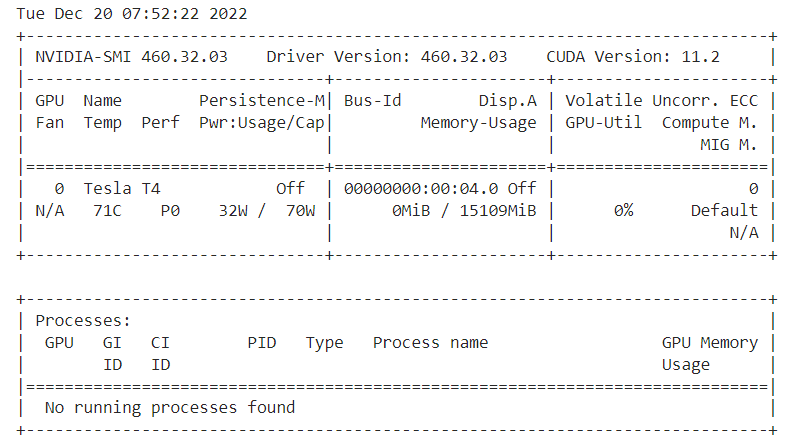 Tue Dec 20 07:52:22 2022
+-----------------------------------------------------------------------------+
| NVIDIA-SMI 460.32.03    Driver Version: 460.32.03    CUDA Version: 11.2     |
|-------------------------------+----------------------+----------------------+
| GPU  Name        Persistence-M| Bus-Id        Disp.A | Volatile Uncorr. ECC |
| Fan  Temp  Perf  Pwr:Usage/Cap|         Memory-Usage | GPU-Util  Compute M. |
|                               |                      |               MIG M. |
|===============================+======================+======================|
|   0  Tesla T4            Off  | 00000000:00:04.0 Off |                    0 |
| N/A   71C    P0    32W /  70W |      0MiB / 15109MiB |      0%      Default |
|                               |                      |                  N/A |
+-------------------------------+----------------------+----------------------+

+-----------------------------------------------------------------------------+
| Processes:                                                                  |
|  GPU   GI   CI        PID   Type   Process name                  GPU Memory |
|        ID   ID                                                   Usage      |
|=============================================================================|
|  No running processes found                                                 |
+-----------------------------------------------------------------------------+